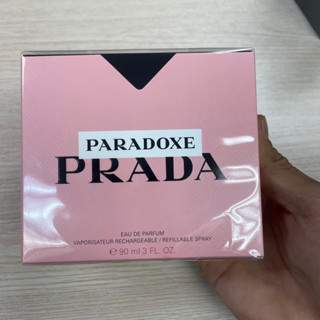 PARADOXE
PRADA
EAU DE PARFUM
VAPORISATEUR RECHARGEABLE / REFILLABLE SPRAY
℮ 90 ml 3 FL. OZ.